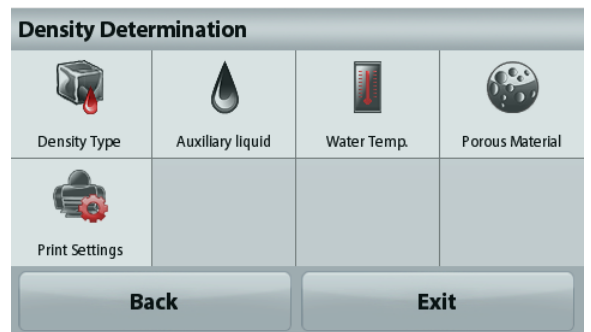 Density Determination
Density Type
Auxiliary liquid
Water Temp.
Porous Material
Print Settings
Back
Exit